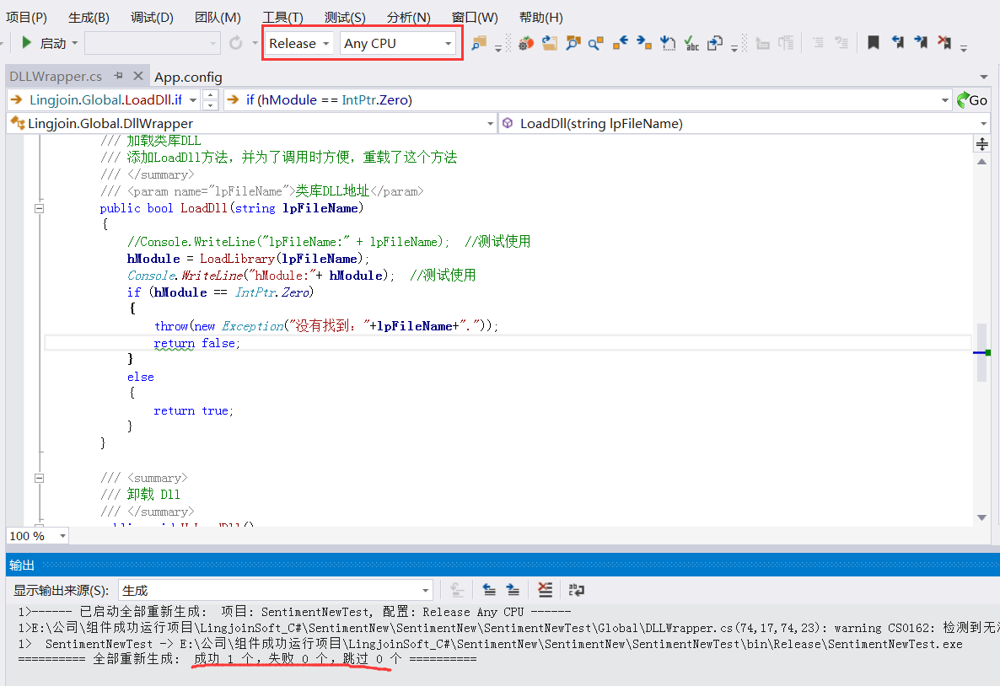 项目(P) 生成(B) 调试(D) 团队(M) 工具(T) 测试(S) 分析(N) 窗口(W) 帮助(H)
启动 Release Any CPU
DLLWrapper.cs App.config
Lingjoin.Global.LoadDll.if if (hModule == IntPtr.Zero) Go
Lingjoin.Global.DllWrapper LoadDll(string lpFileName)
/// 加载类库DLL
/// 添加LoadDll方法，并为了调用时方便，重载了这个方法
/// </summary>
/// <param name="lpFileName">类库DLL地址</param>
public bool LoadDll(string lpFileName)
{
//Console.WriteLine("lpFileName:" + lpFileName); //测试使用
hModule = LoadLibrary(lpFileName);
Console.WriteLine("hModule:"+ hModule); //测试使用
if (hModule == IntPtr.Zero)
{
throw(new Exception("没有找到："+lpFileName+"."));
return false;
}
else
{
return true;
}
}
/// <summary>
/// 卸载 Dll
/// </summary>
100 %
输出
显示输出来源(S): 生成
1>------ 已启动全部重新生成: 项目: SentimentNewTest, 配置: Release Any CPU ------
1>E:\公司\组件成功运行项目\LingjoinSoft_C#\SentimentNew\SentimentNew\SentimentNewTest\Global\DLLWrapper.cs(74,17,74,23): warning CS0162: 检测到无
1> SentimentNewTest -> E:\公司\组件成功运行项目\LingjoinSoft_C#\SentimentNew\SentimentNew\SentimentNewTest\bin\Release\SentimentNewTest.exe
========== 全部重新生成: 成功 1 个，失败 0 个，跳过 0 个 ==========